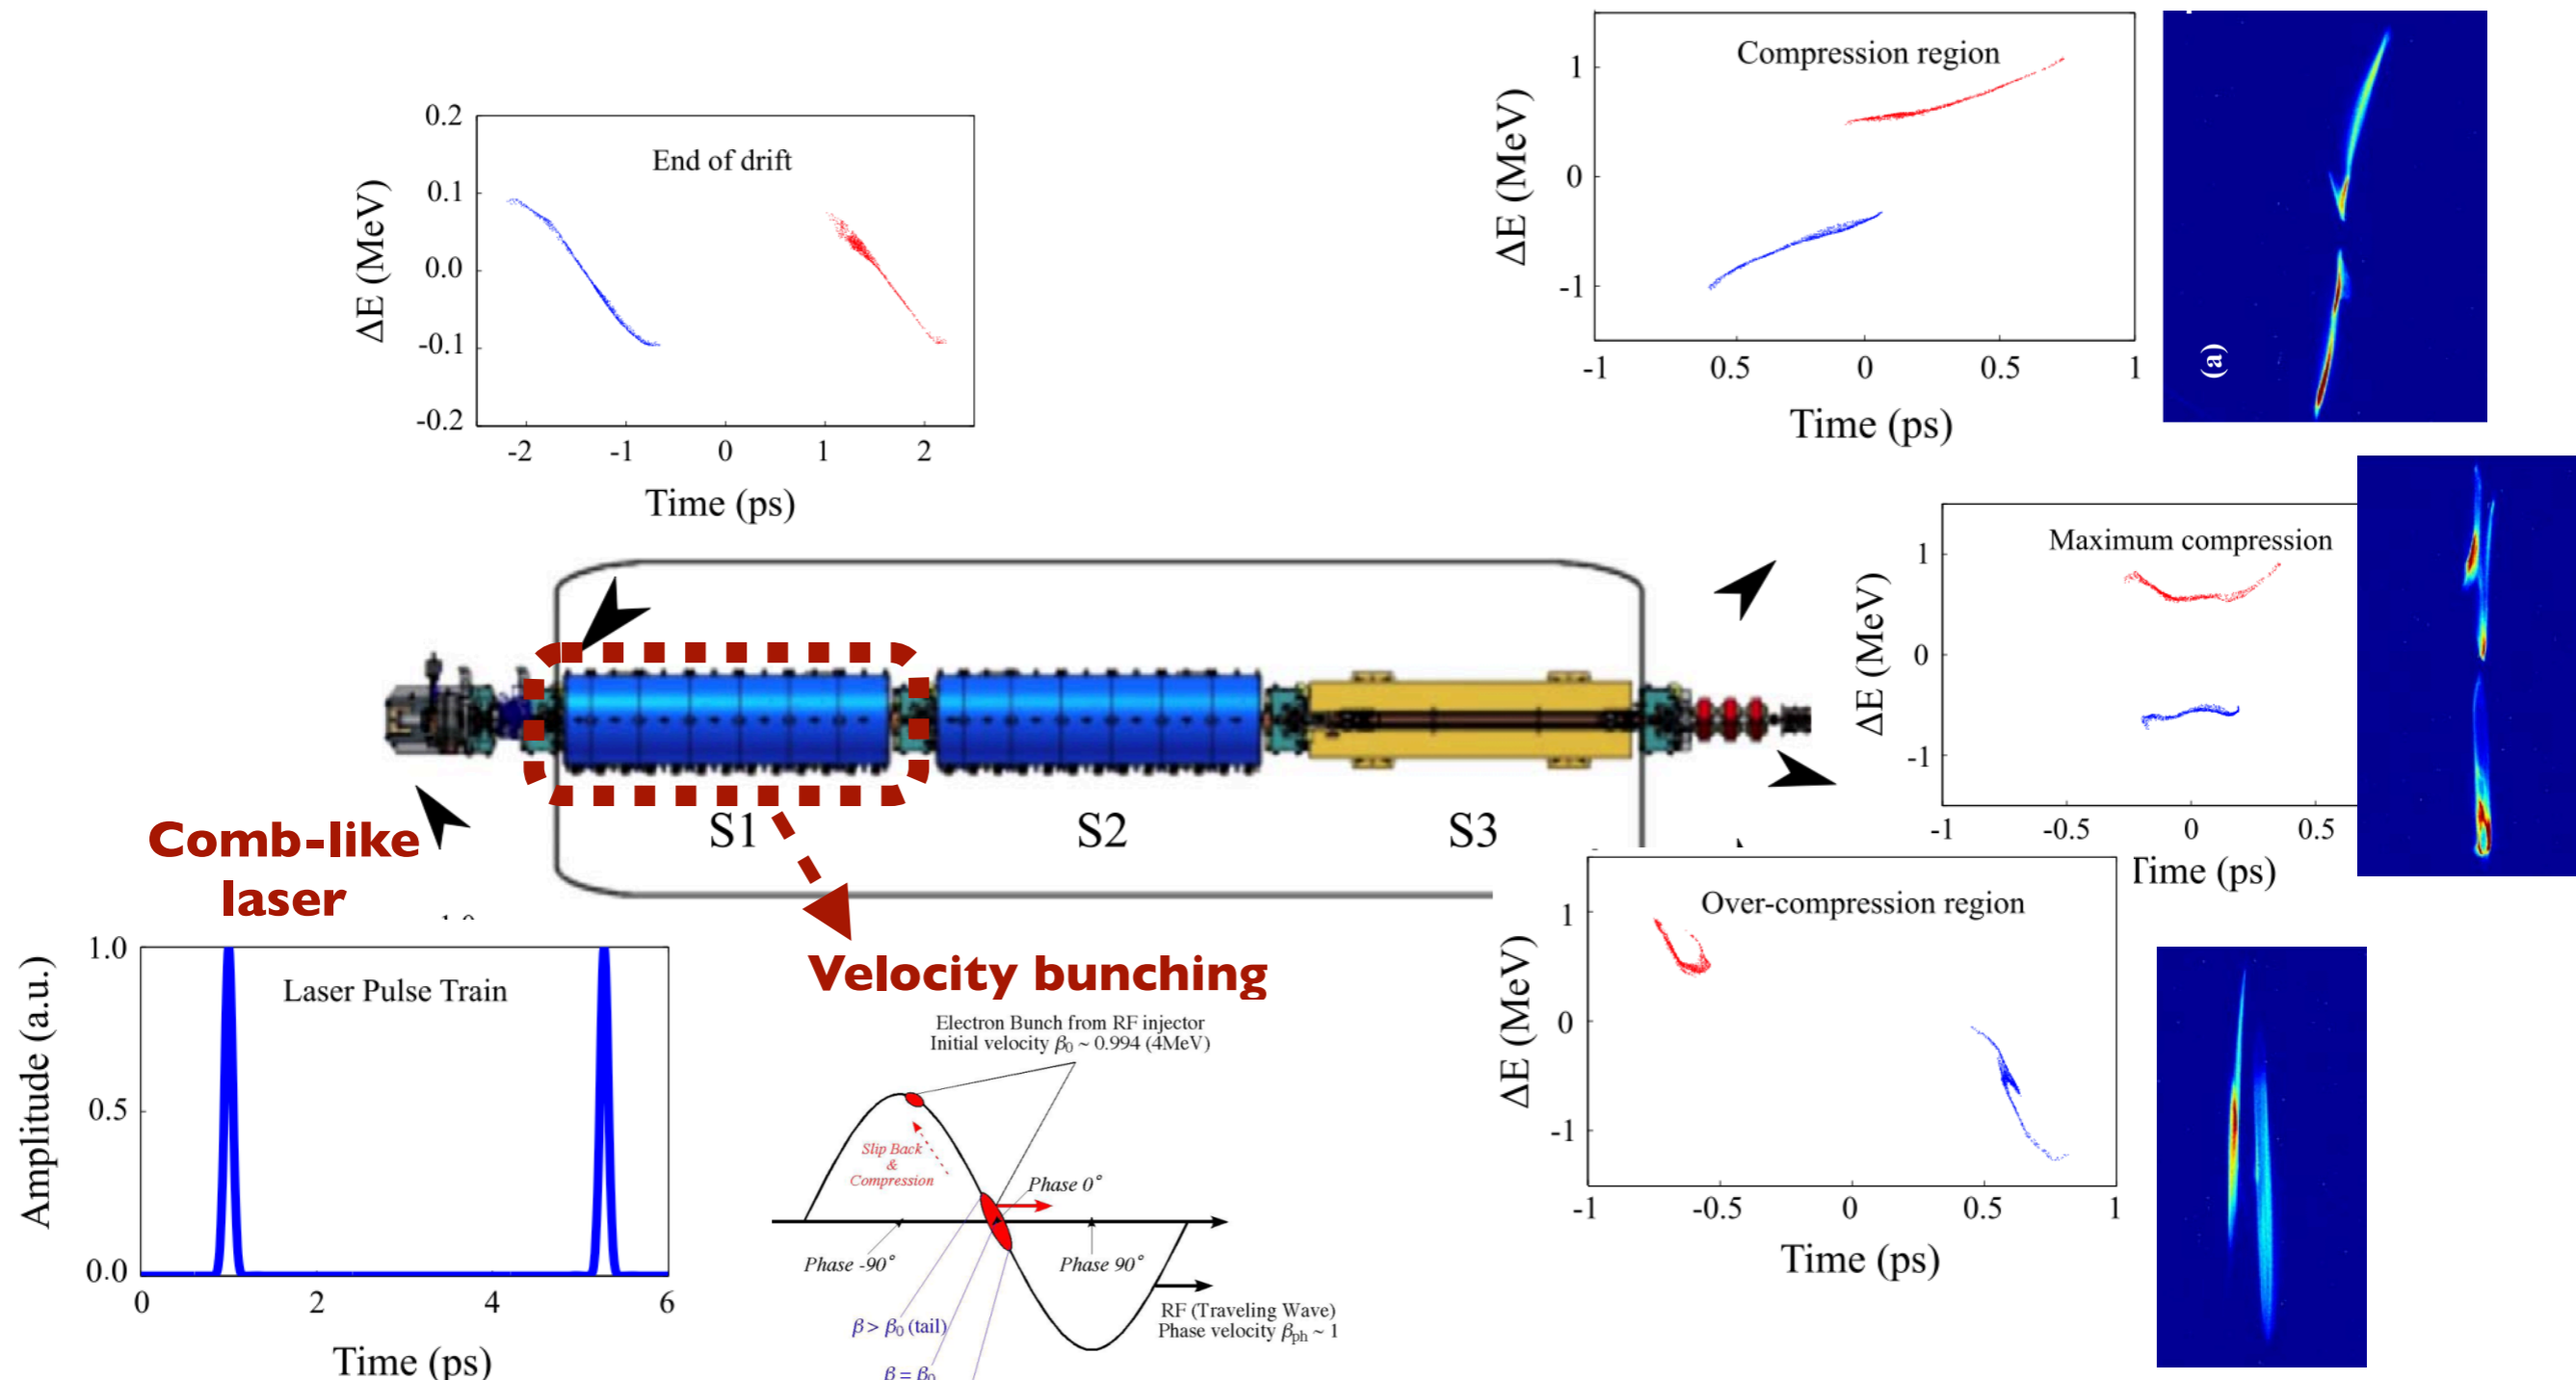 Compression region
ΔE (MeV)
1
0
-1
-1
0.5
0
0.5
1
Time (ps)
(a)
0.2
0.1
0.0
-0.1
-0.2
ΔE (MeV)
End of drift
-2
-1
0
1
2
Time (ps)
Maximum compression
ΔE (MeV)
1
0
-1
-1
-0.5
0
0.5
Time (ps)
S1
S2
S3
Comb-like
laser
Velocity bunching
Over-compression region
ΔE (MeV)
1
0
-1
-1
-0.5
0
0.5
1
Time (ps)
Laser Pulse Train
Amplitude (a.u.)
1.0
0.5
0.0
0
2
4
6
Time (ps)
Electron Bunch from RF injector
Initial velocity β0 ~ 0.994 (4MeV)
Slip Back
&
Compression
Phase 0°
Phase -90°
Phase 90°
RF (Traveling Wave)
Phase velocity βph ~ 1
β > β0 (tail)
β = β0